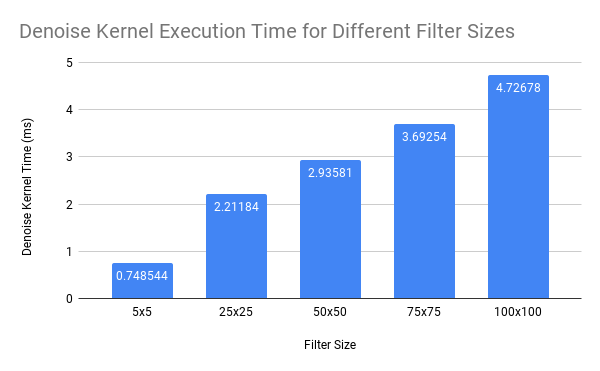 Denoise Kernel Execution Time for Different Filter Sizes
Denoise Kernel Time (ms)
5
4
3
2
1
0
0.748544
2.21184
2.93581
3.69254
4.72678
5x5
25x25
50x50
75x75
100x100
Filter Size